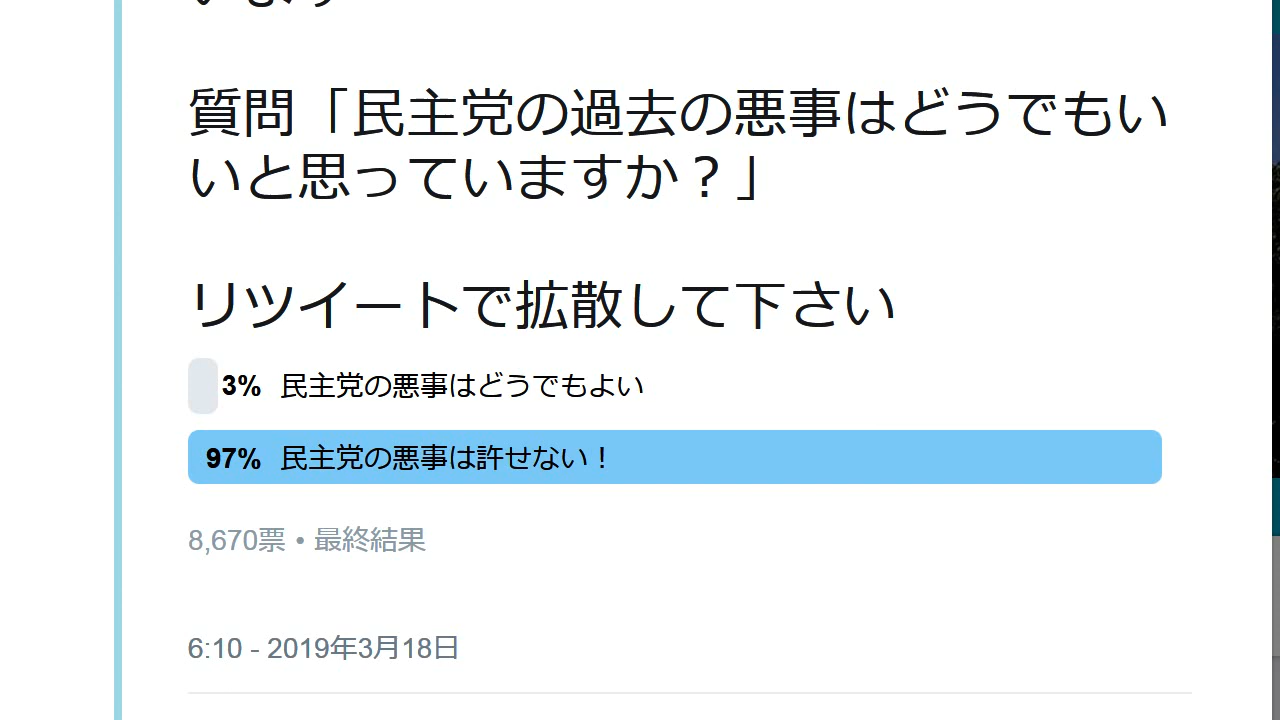 質問「民主党の過去の悪事はどうでもい
いと思っていますか？」
リツイートで拡散して下さい
3% 民主党の悪事はどうでもよい
97% 民主党の悪事は許せない！
8,670票 • 最終結果
6:10 - 2019年3月18日